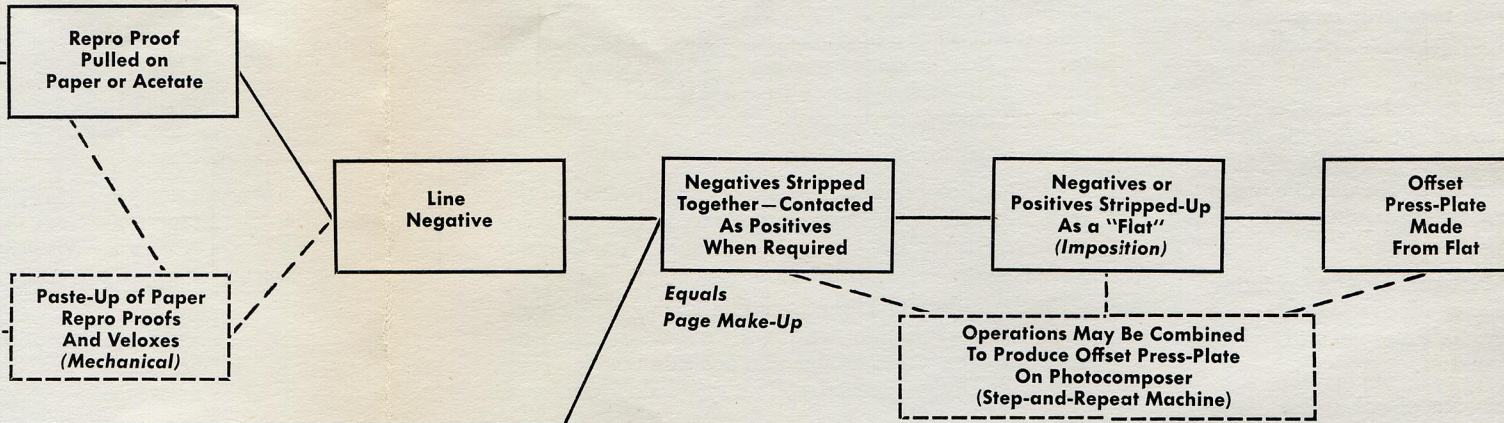 Repro Proof
Pulled on
Paper or Acetate
Line
Negative
Negatives Stripped
Together—Contacted
As Positives
When Required
Negatives or
Positives Stripped-Up
As a "Flat"
(Imposition)
Offset
Press-Plate
Made
From Flat
Paste-Up of Paper
Repro Proofs
And Veloxes
(Mechanical)
Equals
Page Make-Up
Operations May Be Combined
To Produce Offset Press-Plate
On Photocomposer
(Step-and-Repeat Machine)